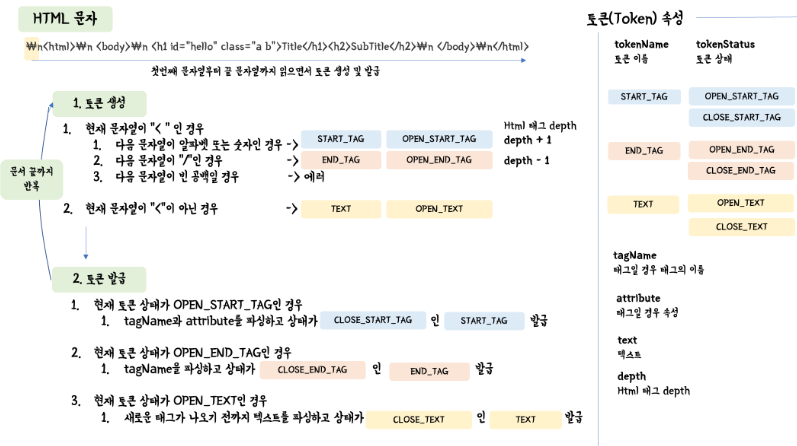 HTML 문자
₩n<html>₩n <body>₩n <h1 id="hello" class="a b">Title</h1><h2>SubTitle</h2>₩n </body>₩n</html>
첫번째 문자열부터 끝 문자열까지 읽으면서 토큰 생성 및 발급
1. 토큰 생성
1. 현재 문자열이 "< " 인 경우
Html 태그 depth
1. 다음 문자열이 알파벳 또는 숫자인 경우 -> START_TAG OPEN_START_TAG depth + 1
2. 다음 문자열이 "/"인 경우 -> END_TAG OPEN_END_TAG depth - 1
3. 다음 문자열이 빈 공백일 경우 -> 에러
문서 끝까지
반복
2. 현재 문자열이 "<"이 아닌 경우 -> TEXT OPEN_TEXT
2. 토큰 발급
1. 현재 토큰 상태가 OPEN_START_TAG인 경우
1. tagName과 attribute를 파싱하고 상태가 CLOSE_START_TAG 인 START_TAG 발급
2. 현재 토큰 상태가 OPEN_END_TAG인 경우
1. tagName을 파싱하고 상태가 CLOSE_END_TAG 인 END_TAG 발급
3. 현재 토큰 상태가 OPEN_TEXT인 경우
1. 새로운 태그가 나오기 전까지 텍스트를 파싱하고 상태가 CLOSE_TEXT 인 TEXT 발급
토큰(Token) 속성
tokenName tokenStatus
토큰 이름 토큰 상태
START_TAG OPEN_START_TAG
CLOSE_START_TAG
END_TAG OPEN_END_TAG
CLOSE_END_TAG
TEXT OPEN_TEXT
CLOSE_TEXT
tagName
태그일 경우 태그의 이름
attribute
태그일 경우 속성
text
텍스트
depth
Html 태그 depth